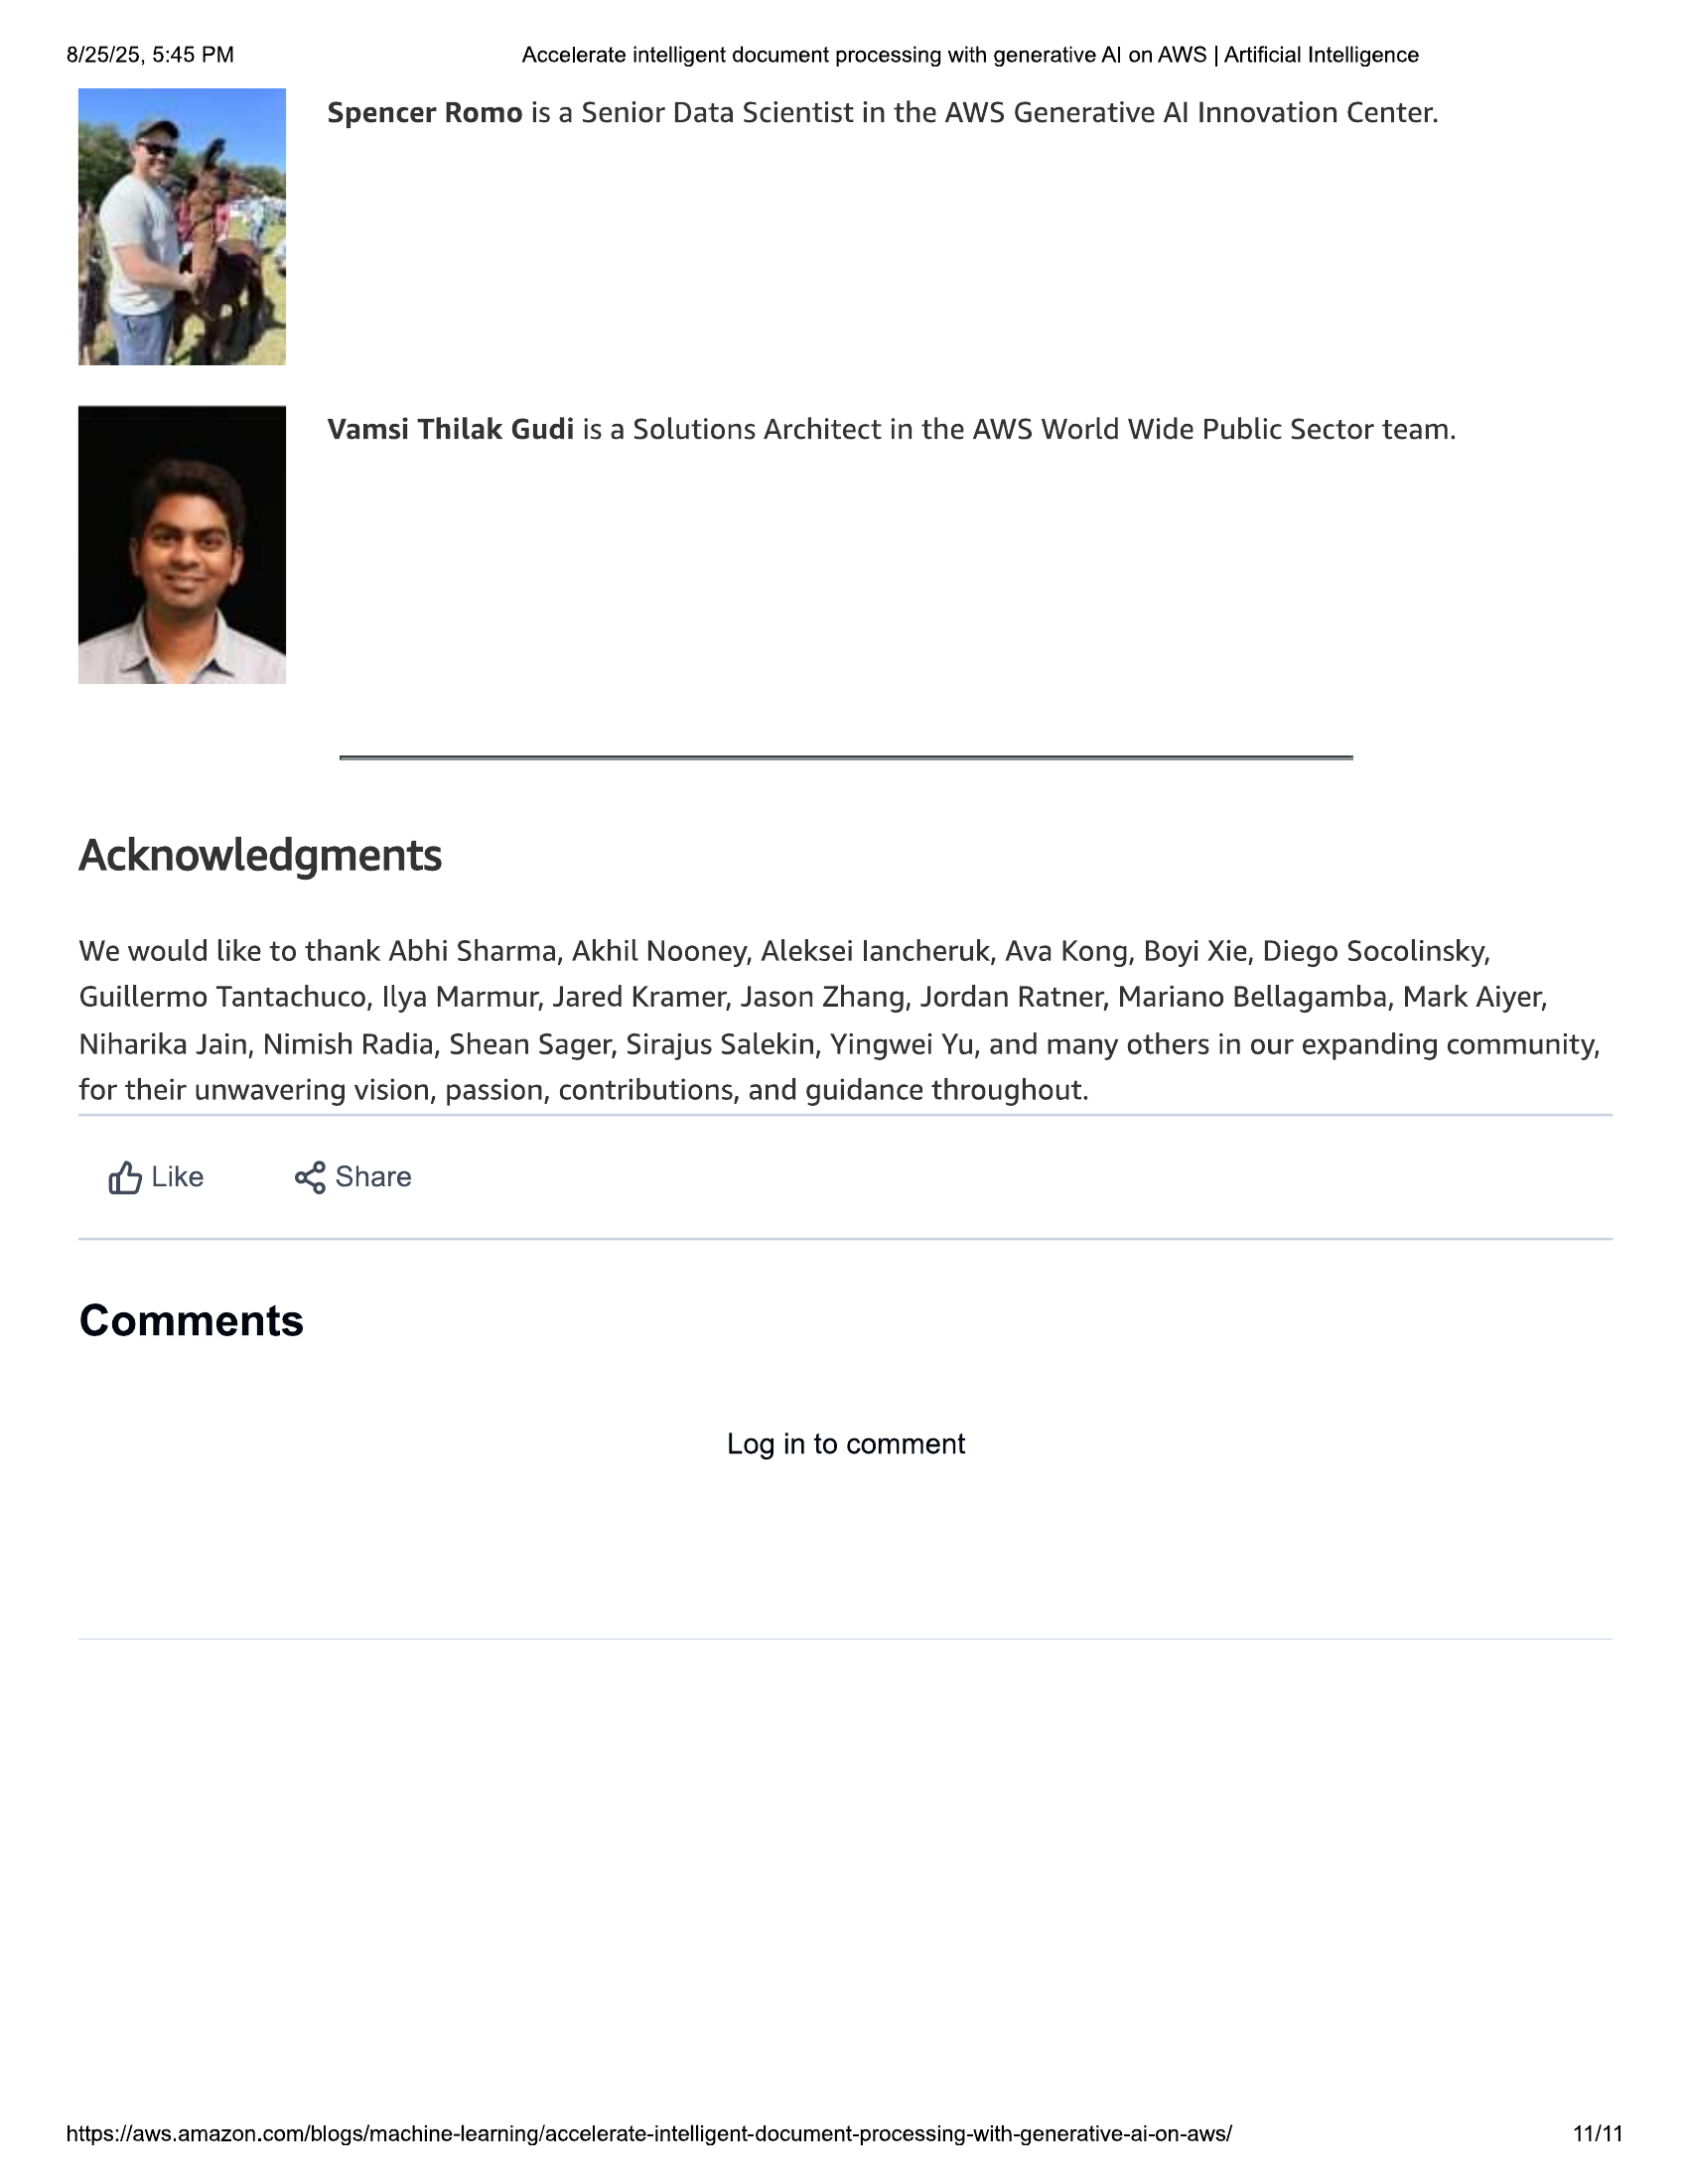 8/25/25, 5:45 PM
Accelerate intelligent document processing with generative AI on AWS | Artificial Intelligence
Spencer Romo is a Senior Data Scientist in the AWS Generative AI Innovation Center.
Vamsi Thilak Gudi is a Solutions Architect in the AWS World Wide Public Sector team.
Acknowledgments
We would like to thank Abhi Sharma, Akhil Nooney, Aleksei Iancheruk, Ava Kong, Boyi Xie, Diego Socolinsky,
Guillermo Tantachuco, Ilya Marmur, Jared Kramer, Jason Zhang, Jordan Ratner, Mariano Bellagamba, Mark Aiyer,
Niharika Jain, Nimish Radia, Shean Sager, Sirajus Salekin, Yingwei Yu, and many others in our expanding community,
for their unwavering vision, passion, contributions, and guidance throughout.
Like
Share
Comments
Log in to comment
https://aws.amazon.com/blogs/machine-learning/accelerate-intelligent-document-processing-with-generative-ai-on-aws/
11/11